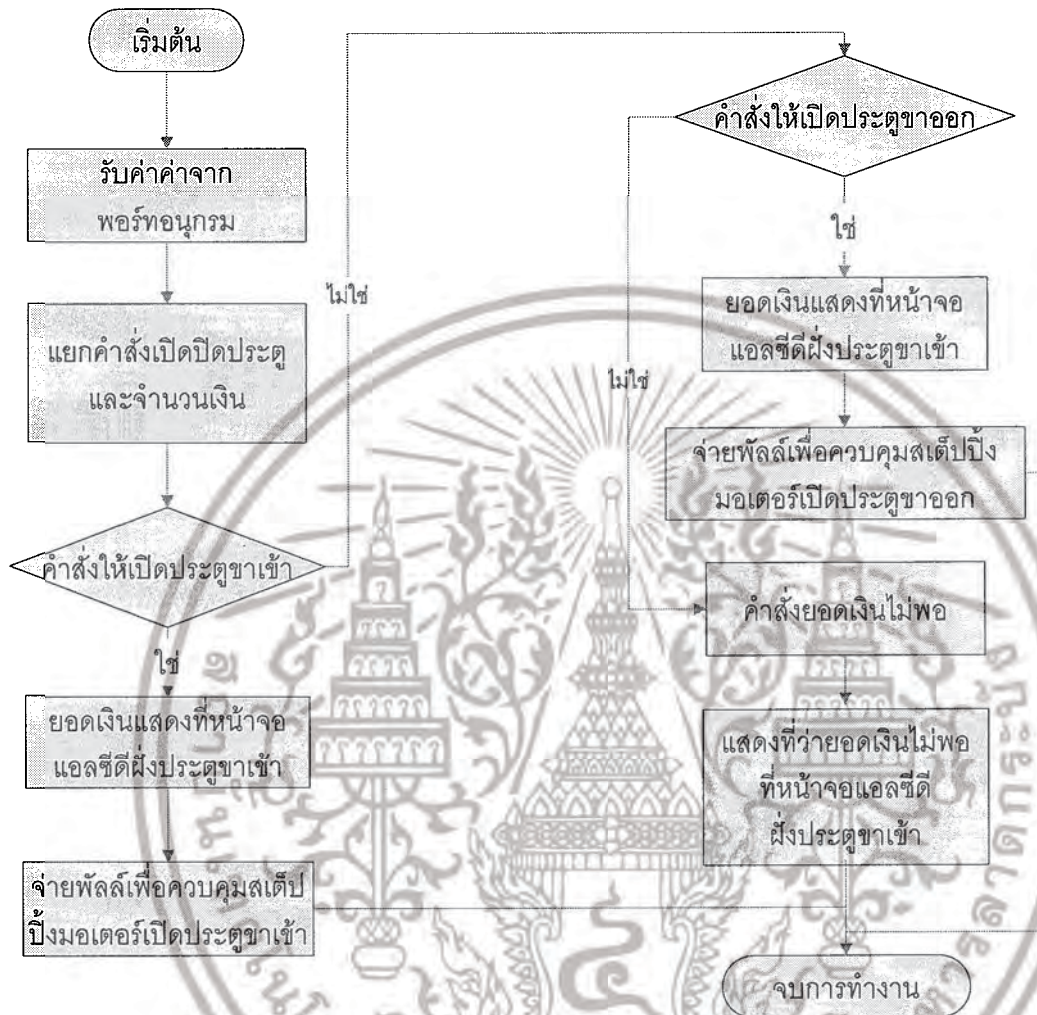 เริ่มต้น
รับค่าค่าจาก
พอร์ทอนุกรม
แยกคำสั่งเปิดปิดประตู
และจำนวนเงิน
คำสั่งให้เปิดประตูขาเข้า
ไม่ใช่
ใช่
ยอดเงินแสดงที่หน้าจอ
แอลซีดีฝั่งประตูขาเข้า
จ่ายพัลล์เพื่อควบคุมสเต็ป
ปิ้งมอเตอร์เปิดประตูขาเข้า
คำสั่งให้เปิดประตูขาออก
ไม่ใช่
ใช่
ยอดเงินแสดงที่หน้าจอ
แอลซีดีฝั่งประตูขาเข้า
จ่ายพัลล์เพื่อควบคุมสเต็ปปิ้ง
มอเตอร์เปิดประตูขาออก
คำสั่งยอดเงินไม่พอ
แสดงที่ว่ายอดเงินไม่พอ
ที่หน้าจอแอลซีดี
ฝั่งประตูขาเข้า
จบการทำงาน